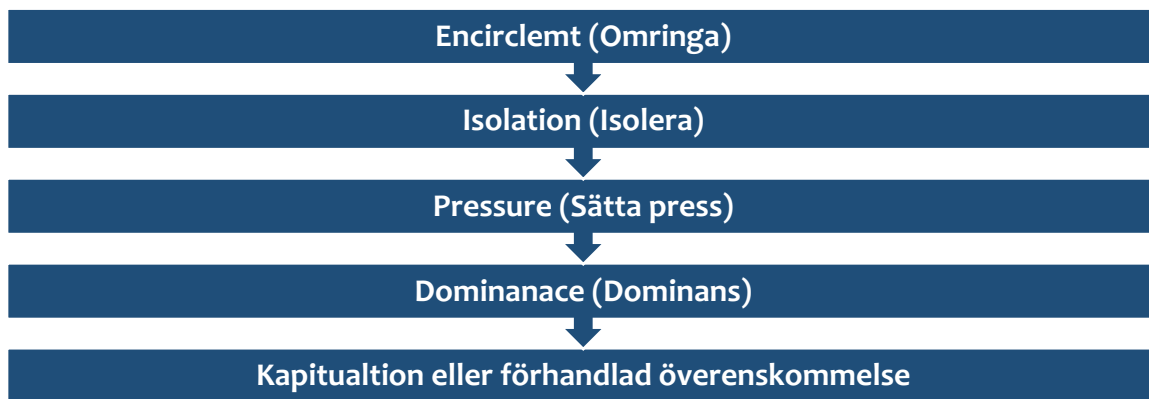 Encirclemt (Omringa)
Isolation (Isolera)
Pressure (Sätta press)
Dominanace (Dominans)
Kapitualtion eller förhandlad överenskommelse